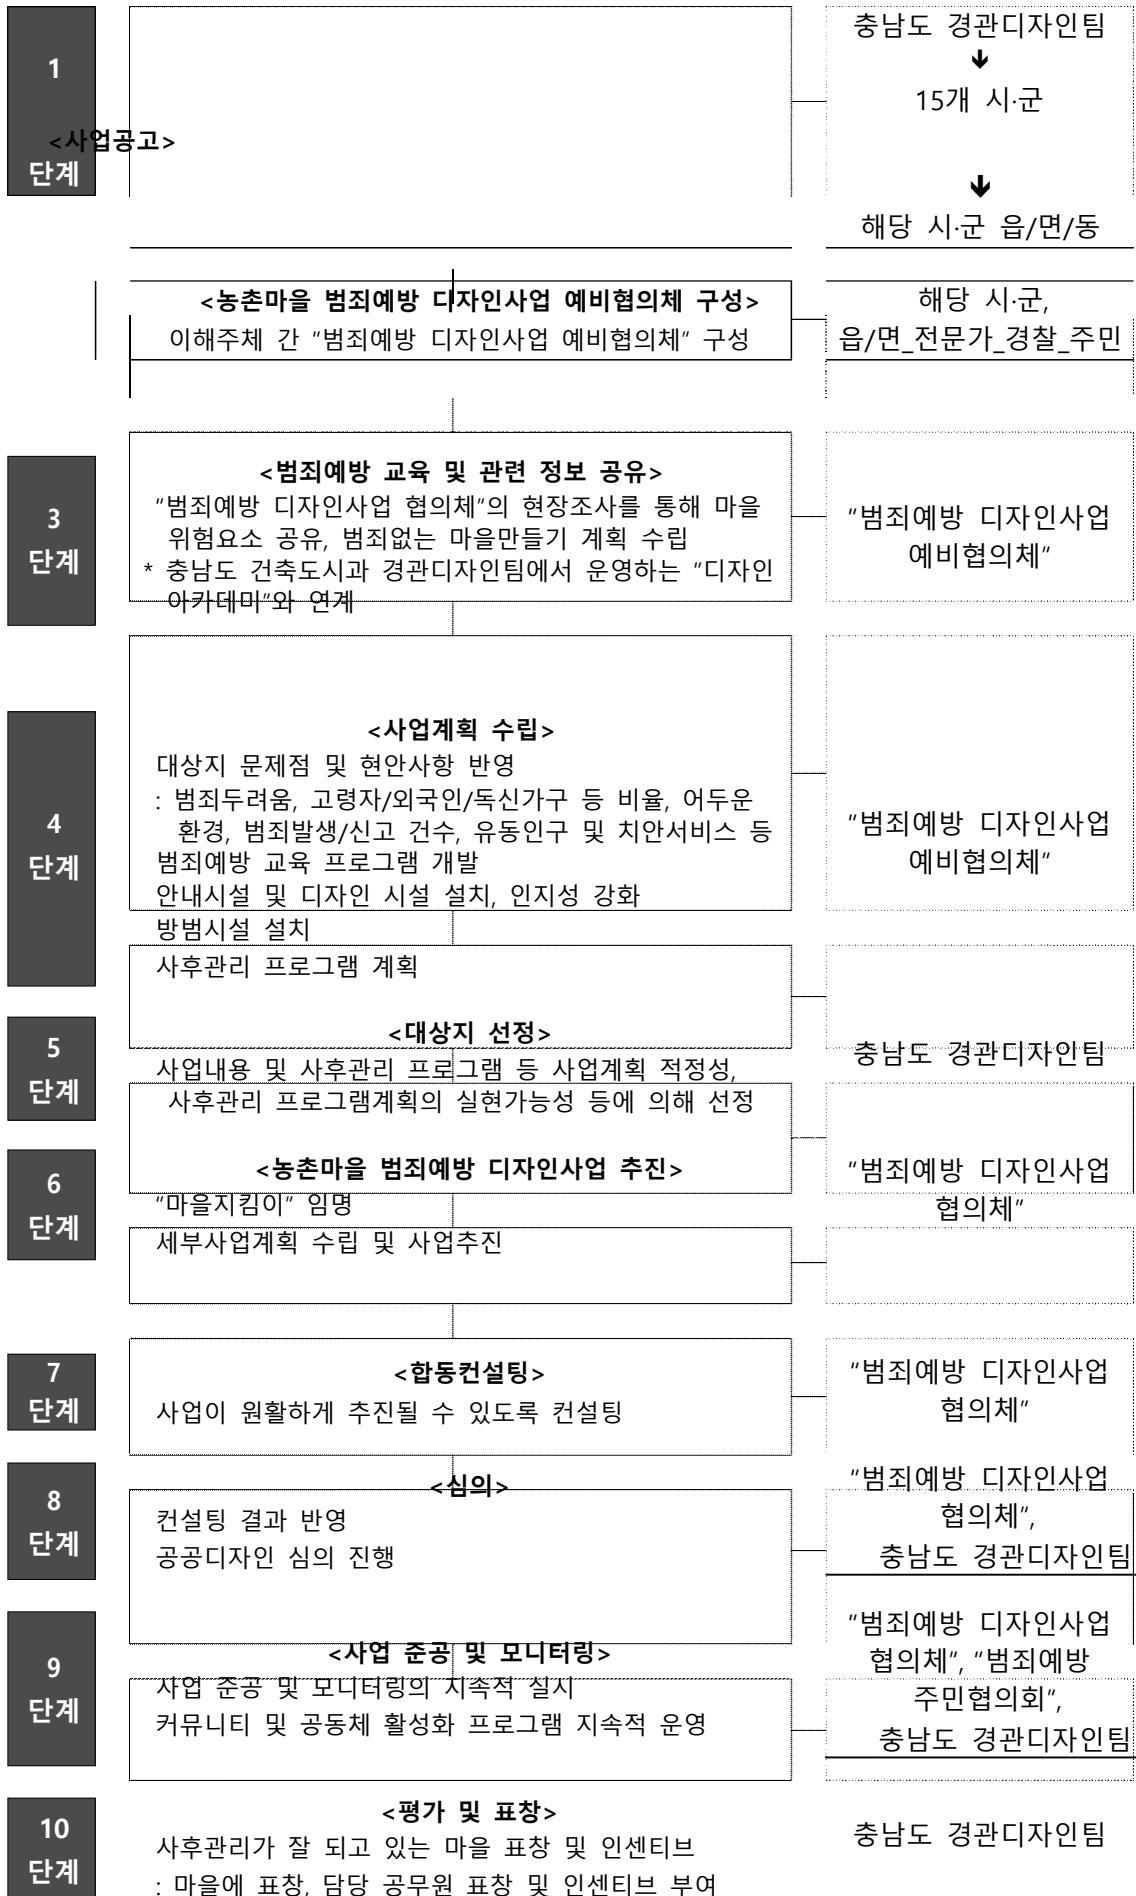 1
단계
<사업공고>
충남도 경관디자인팀
🡻
15개 시·군
🡻
해당 시·군 읍/면/동
<농촌마을 범죄예방 디자인사업 예비협의체 구성>
이해주체 간 “범죄예방 디자인사업 예비협의체” 구성
해당 시·군,
읍/면_전문가_경찰_주민
3
단계
<범죄예방 교육 및 관련 정보 공유>
“범죄예방 디자인사업 협의체”의 현장조사를 통해 마을
위험요소 공유, 범죄없는 마을만들기 계획 수립
* 충남도 건축도시과 경관디자인팀에서 운영하는 “디자인
아카데미”와 연계
“범죄예방 디자인사업
예비협의체”
4
단계
<사업계획 수립>
대상지 문제점 및 현안사항 반영
: 범죄두려움, 고령자/외국인/독신가구 등 비율, 어두운
환경, 범죄발생/신고 건수, 유동인구 및 치안서비스 등
범죄예방 교육 프로그램 개발
안내시설 및 디자인 시설 설치, 인지성 강화
방범시설 설치
사후관리 프로그램 계획
“범죄예방 디자인사업
예비협의체”
5
단계
<대상지 선정>
사업내용 및 사후관리 프로그램 등 사업계획 적정성,
사후관리 프로그램계획의 실현가능성 등에 의해 선정
충남도 경관디자인팀
6
단계
<농촌마을 범죄예방 디자인사업 추진>
“마을지킴이” 임명
세부사업계획 수립 및 사업추진
“범죄예방 디자인사업
협의체”
7
단계
<합동컨설팅>
사업이 원활하게 추진될 수 있도록 컨설팅
“범죄예방 디자인사업
협의체”
8
단계
<심의>
컨설팅 결과 반영
공공디자인 심의 진행
“범죄예방 디자인사업
협의체”,
충남도 경관디자인팀
9
단계
<사업 준공 및 모니터링>
사업 준공 및 모니터링의 지속적 실시
커뮤니티 및 공동체 활성화 프로그램 지속적 운영
“범죄예방 디자인사업
협의체”, “범죄예방
주민협의회”,
충남도 경관디자인팀
10
단계
<평가 및 표창>
사후관리가 잘 되고 있는 마을 표창 및 인센티브
: 마을에 표창, 담당 공무원 표창 및 인센티브 부여
충남도 경관디자인팀